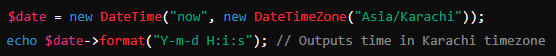 $date = new DateTime("now", new DateTimeZone("Asia/Karachi"));
echo $date->format("Y-m-d H:i:s"); // Outputs time in Karachi timezone